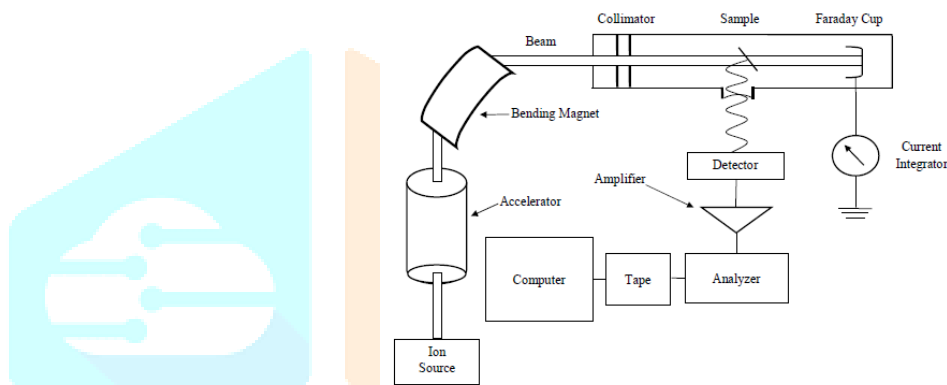 Collimator
Sample
Faraday Cup
Beam
Bending Magnet
Current
Integrator
Detector
Amplifier
Accelerator
Computer
Tape
Analyzer
Ion
Source